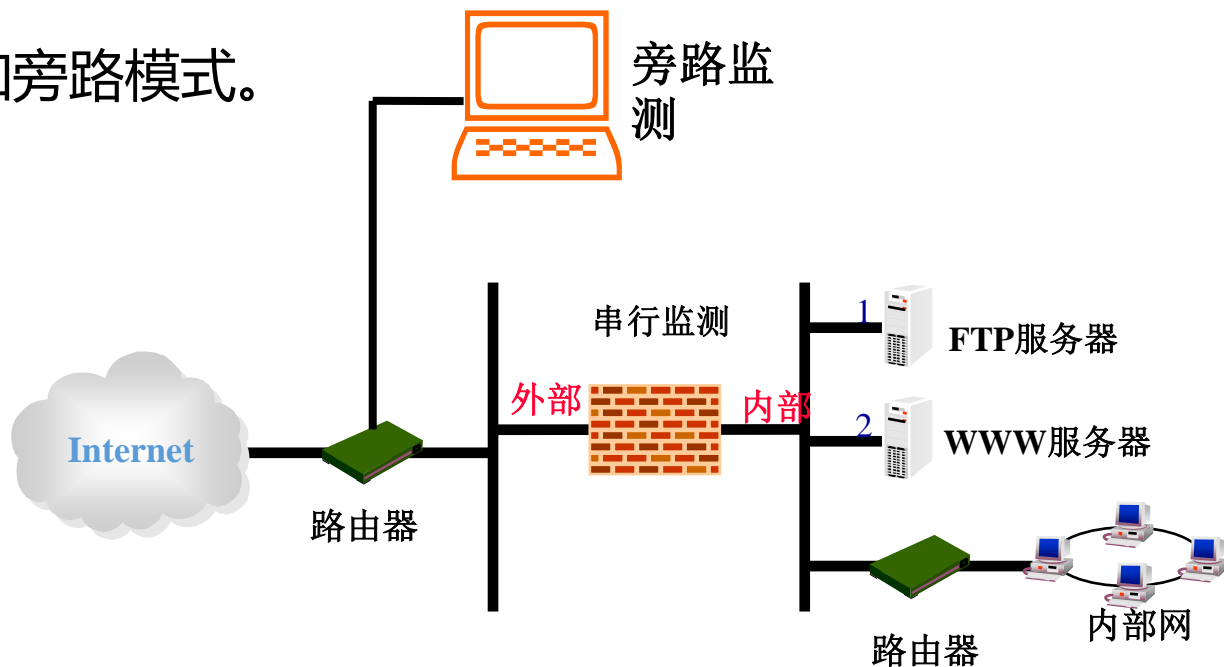 和旁路模式。
旁路监
测
串行监测
1
FTP服务器
外部
内部
Internet
2
WWW服务器
路由器
内部网
路由器